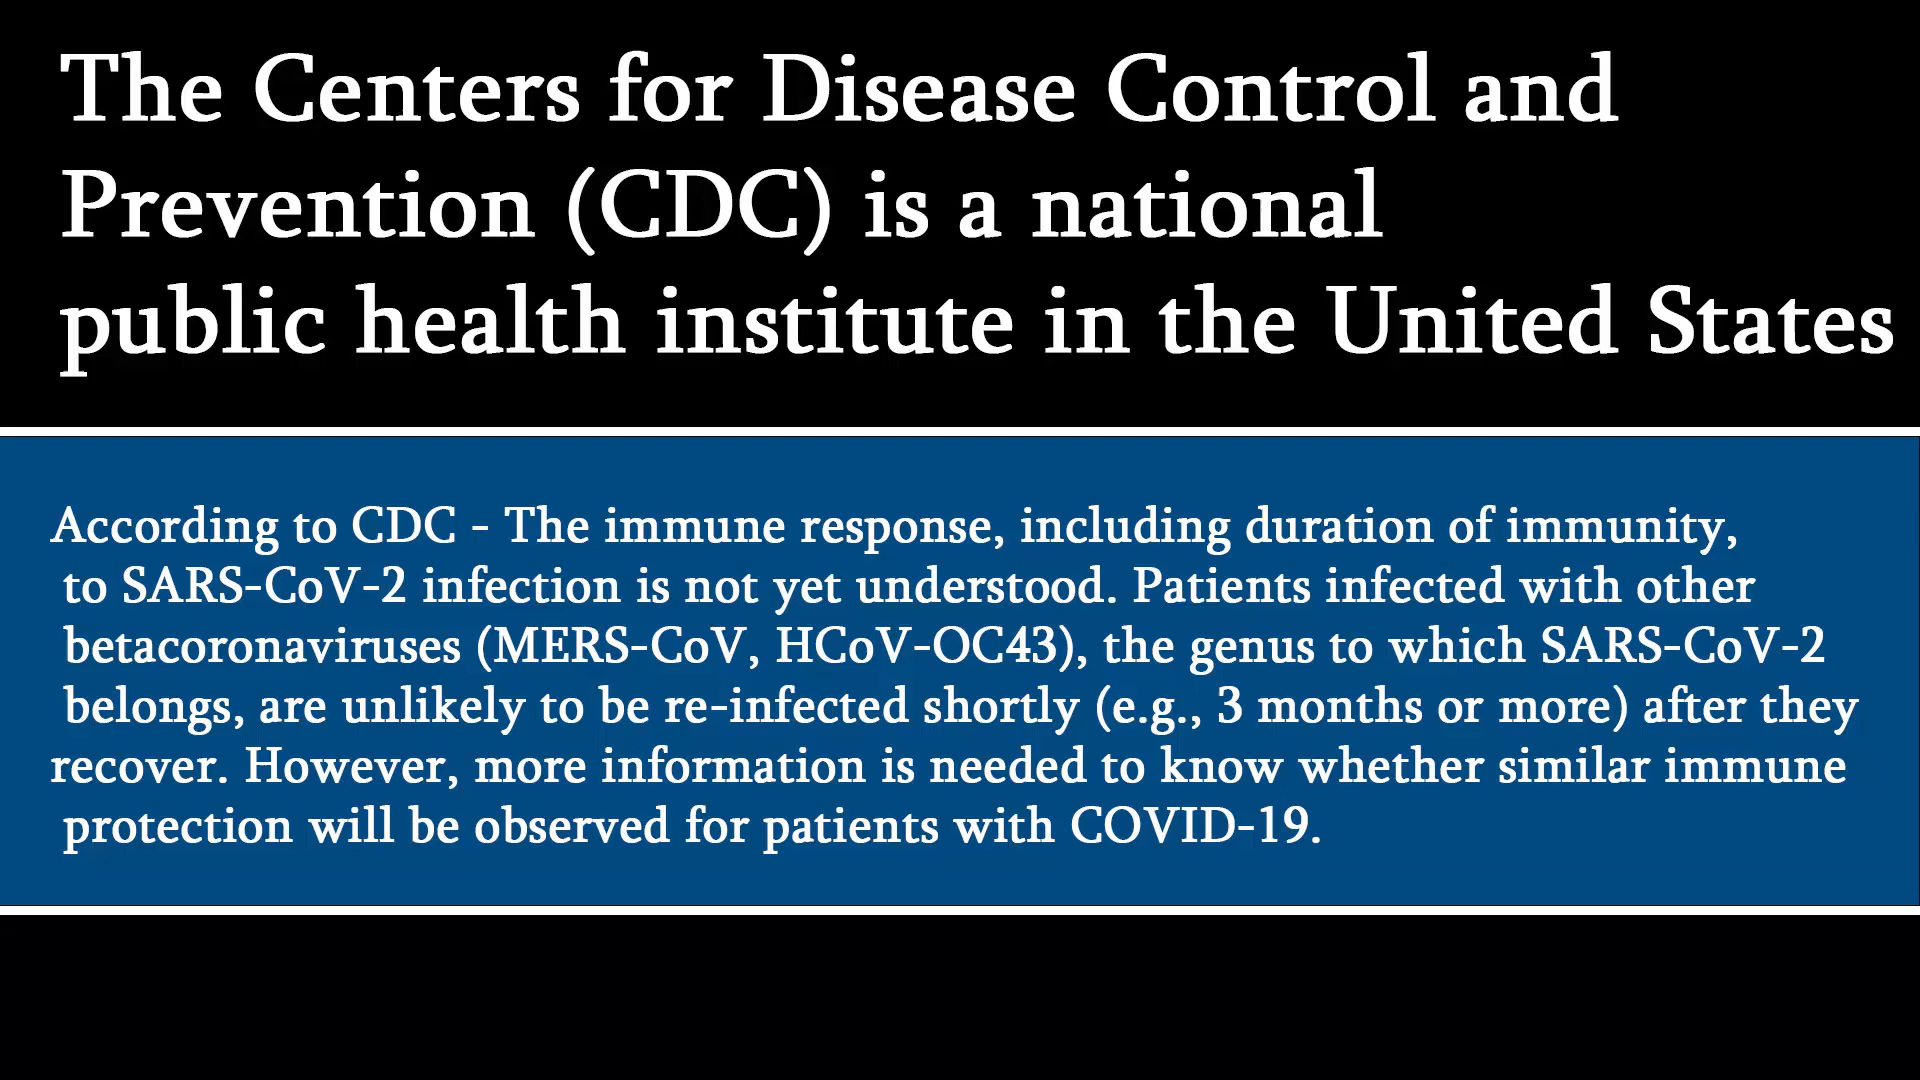 The Centers for Disease Control and
Prevention (CDC) is a national
public health institute in the United States
According to CDC - The immune response, including duration of immunity,
to SARS-CoV-2 infection is not yet understood. Patients infected with other
betacoronaviruses (MERS-CoV, HCoV-OC43), the genus to which SARS-CoV-2
belongs, are unlikely to be re-infected shortly (e.g., 3 months or more) after they
recover. However, more information is needed to know whether similar immune
protection will be observed for patients with COVID-19.